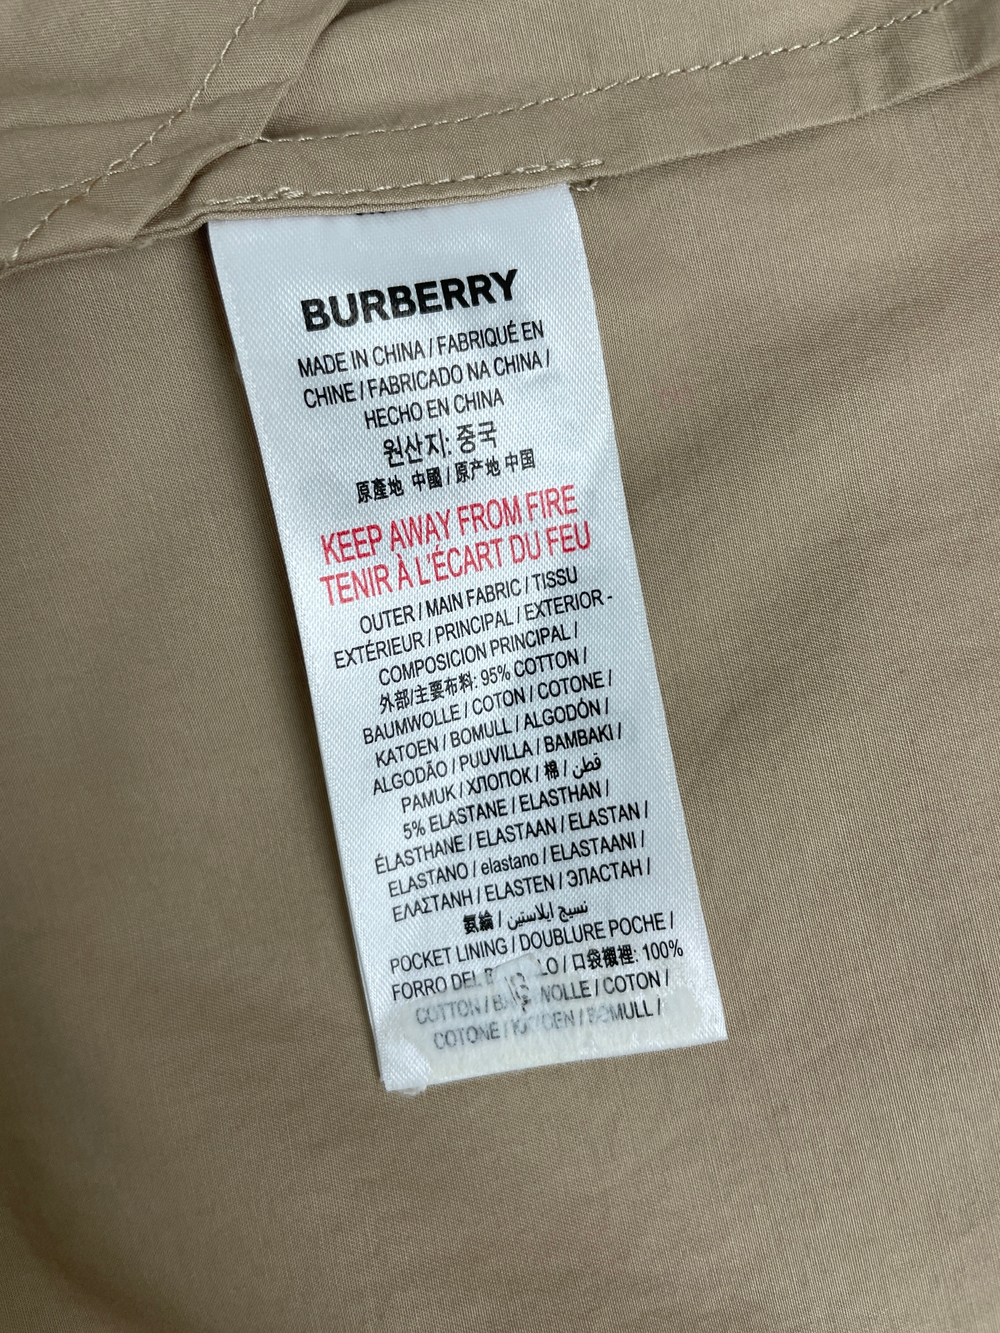 BURBERRY
MADE IN CHINA / FABRIQUÉ EN
CHINE / FABRICADO NA CHINA /
HECHO EN CHINA
원산지: 중국
原產地 中國 / 原产地 中国
KEEP AWAY FROM FIRE
TENIR À L'ÉCART DU FEU
OUTER / MAIN FABRIC / TISSU
EXTÉRIEUR / PRINCIPAL / EXTERIOR -
COMPOSICION PRINCIPAL /
外部/主要布料: 95% COTTON /
BAUMWOLLE / COTON / COTONE /
KATOEN / BOMULL / ALGODÓN /
ALGODÃO / PUUVILLA / BAMBAKI /
PAMUK / ХЛОПОК / 棉 / قطن
5% ELASTANE / ELASTHAN /
ÉLASTHANE / ELASTAAN / ELASTAN /
ELASTANO / elastano / ELASTAANI /
ΕΛΑΣΤΑΝΗ / ELASTEN / ЭЛАСТАН /
氨綸 / نسيج ايلاستين
POCKET LINING / DOUBLURE POCHE /
FORRO DEL / 口袋襯裡: 100%
COTTON / COTON /
COTONE / BOMULL /